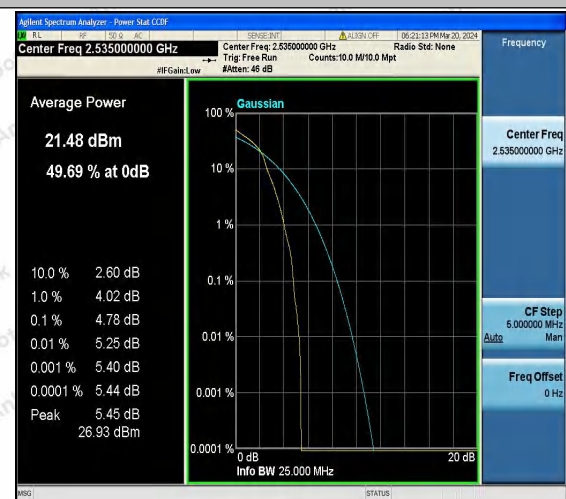 Agilent Spectrum Analyzer - Power Stat CCDF
RL RF 50 Ω AC SENSE:INT ALIGN OFF 06:21:13 PM Mar 20, 2024
Center Freq 2.535000000 GHz
Center Freq: 2.535000000 GHz Radio Std: None
Trig: Free Run Counts:10.0 M/10.0 Mpt
#IFGain:Low #Atten: 46 dB
Frequency
Average Power
21.48 dBm
49.69 % at 0dB
10.0 % 2.60 dB
1.0 % 4.02 dB
0.1 % 4.78 dB
0.01 % 5.25 dB
0.001 % 5.40 dB
0.0001 % 5.44 dB
Peak 5.45 dB
26.93 dBm
Gaussian
100 %
10 %
1 %
0.1 %
0.01 %
0.001 %
0.0001 %
0 dB 20 dB
Info BW 25.000 MHz
Center Freq
2.535000000 GHz
CF Step
5.000000 MHz
Auto Man
Freq Offset
0 Hz
MSG STATUS